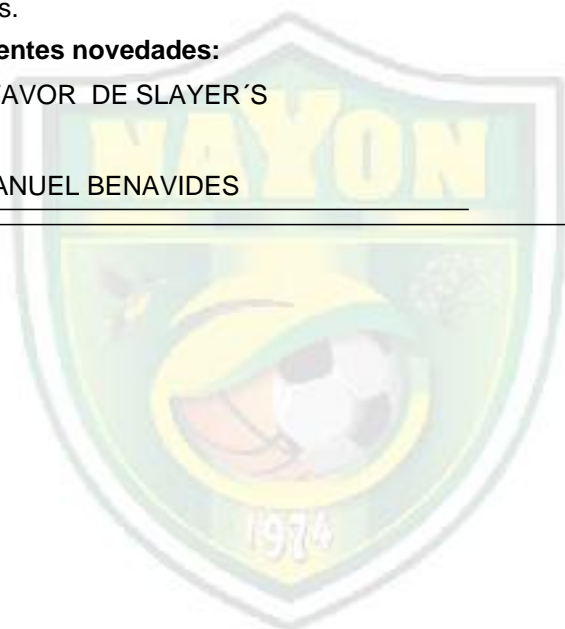 s.
entes novedades:
AVOR DE SLAYER´S
ANUEL BENAVIDES
NAYON
1974